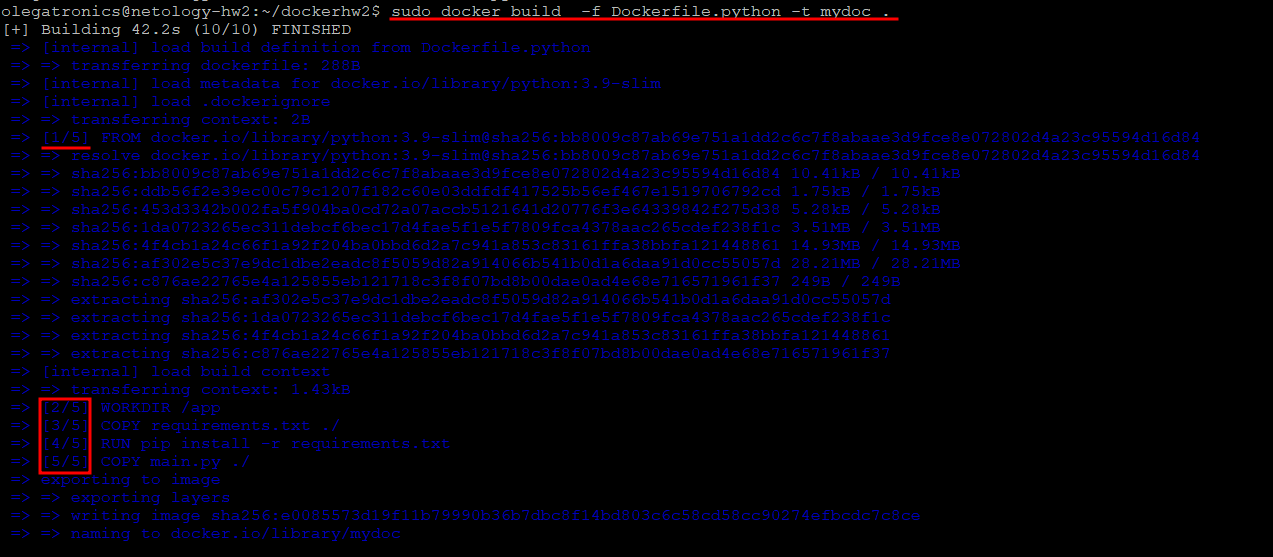 olegatronics@netology-hw2:~/dockerhw2$ sudo docker build  -f Dockerfile.python -t mydoc .
[+] Building 42.2s (10/10) FINISHED
=> [internal] load build definition from Dockerfile.python
=> => transferring dockerfile: 288B
=> [internal] load metadata for docker.io/library/python:3.9-slim
=> [internal] load .dockerignore
=> => transferring context: 2B
=> [1/5] FROM docker.io/library/python:3.9-slim@sha256:bb8009c87ab69e751a1dd2c6c7f8abaae3d9fce8e072802d4a23c95594d16d84
=> => resolve docker.io/library/python:3.9-slim@sha256:bb8009c87ab69e751a1dd2c6c7f8abaae3d9fce8e072802d4a23c95594d16d84
=> => sha256:bb8009c87ab69e751a1dd2c6c7f8abaae3d9fce8e072802d4a23c95594d16d84 10.41kB / 10.41kB
=> => sha256:ddb56f2e39ec00c79c1207f182c60e03ddfdf417525b56ef467e1519706792cd 1.75kB / 1.75kB
=> => sha256:453d3342b002fa5f904ba0cd72a07accb5121641d20776f3e64339842f275d38 5.28kB / 5.28kB
=> => sha256:1da0723265ec311debcf6bec17d4fae5f1e5f7809fca4378aac265cdef238f1c 3.51MB / 3.51MB
=> => sha256:4f4cb1a24c66f1a92f204ba0bbd6d2a7c941a853c83161ffa38bbfa121448861 14.93MB / 14.93MB
=> => sha256:af302e5c37e9dc1dbe2eadc8f5059d82a914066b541b0d1a6daa91d0cc55057d 28.21MB / 28.21MB
=> => sha256:c876ae22765e4a125855eb121718c3f8f07bd8b00dae0ad4e68e716571961f37 249B / 249B
=> => extracting sha256:af302e5c37e9dc1dbe2eadc8f5059d82a914066b541b0d1a6daa91d0cc55057d
=> => extracting sha256:1da0723265ec311debcf6bec17d4fae5f1e5f7809fca4378aac265cdef238f1c
=> => extracting sha256:4f4cb1a24c66f1a92f204ba0bbd6d2a7c941a853c83161ffa38bbfa121448861
=> => extracting sha256:c876ae22765e4a125855eb121718c3f8f07bd8b00dae0ad4e68e716571961f37
=> [internal] load build context
=> => transferring context: 1.43kB
=> [2/5] WORKDIR /app
=> [3/5] COPY requirements.txt ./
=> [4/5] RUN pip install -r requirements.txt
=> [5/5] COPY main.py ./
=> exporting to image
=> => exporting layers
=> => writing image sha256:e0085573d19f11b79990b36b7dbc8f14bd803c6c58cd58cc90274efbcdc7c8ce
=> => naming to docker.io/library/mydoc